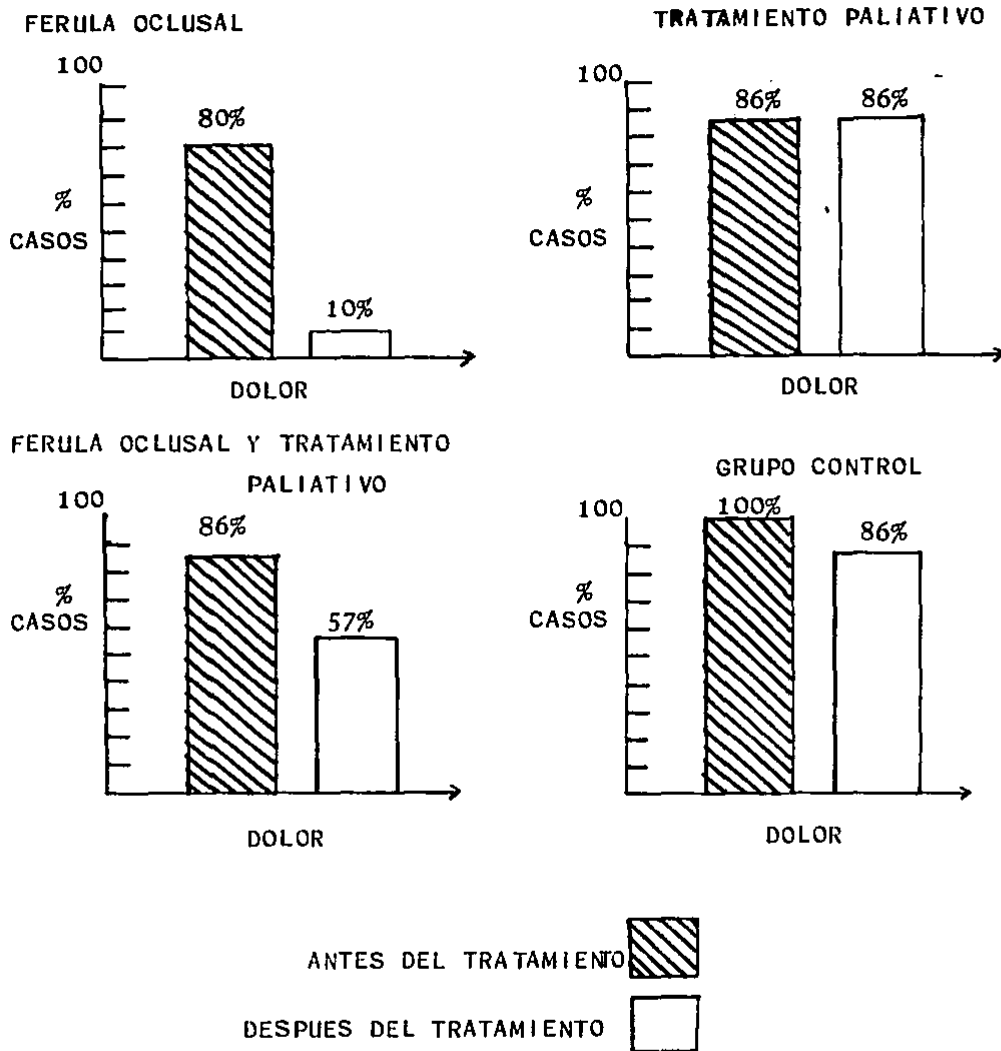 FERULA OCLUSAL
100
80%
%
CASOS
10%
DOLOR
TRATAMIENTO PALIATIVO
100
86%
86%
%
CASOS
DOLOR
FERULA OCLUSAL Y TRATAMIENTO
PALIATIVO
100
86%
%
CASOS
57%
DOLOR
GRUPO CONTROL
100
100%
86%
%
CASOS
DOLOR
ANTES DEL TRATAMIENTO
DESPUES DEL TRATAMIENTO